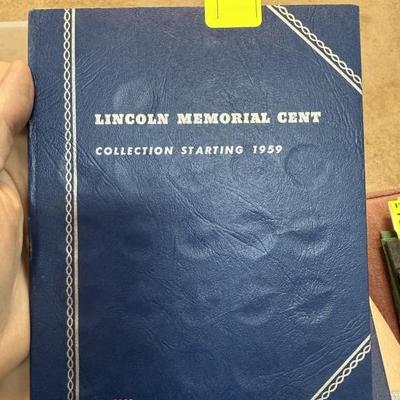 LINCOLN MEMORIAL CENT
COLLECTION STARTING 1959